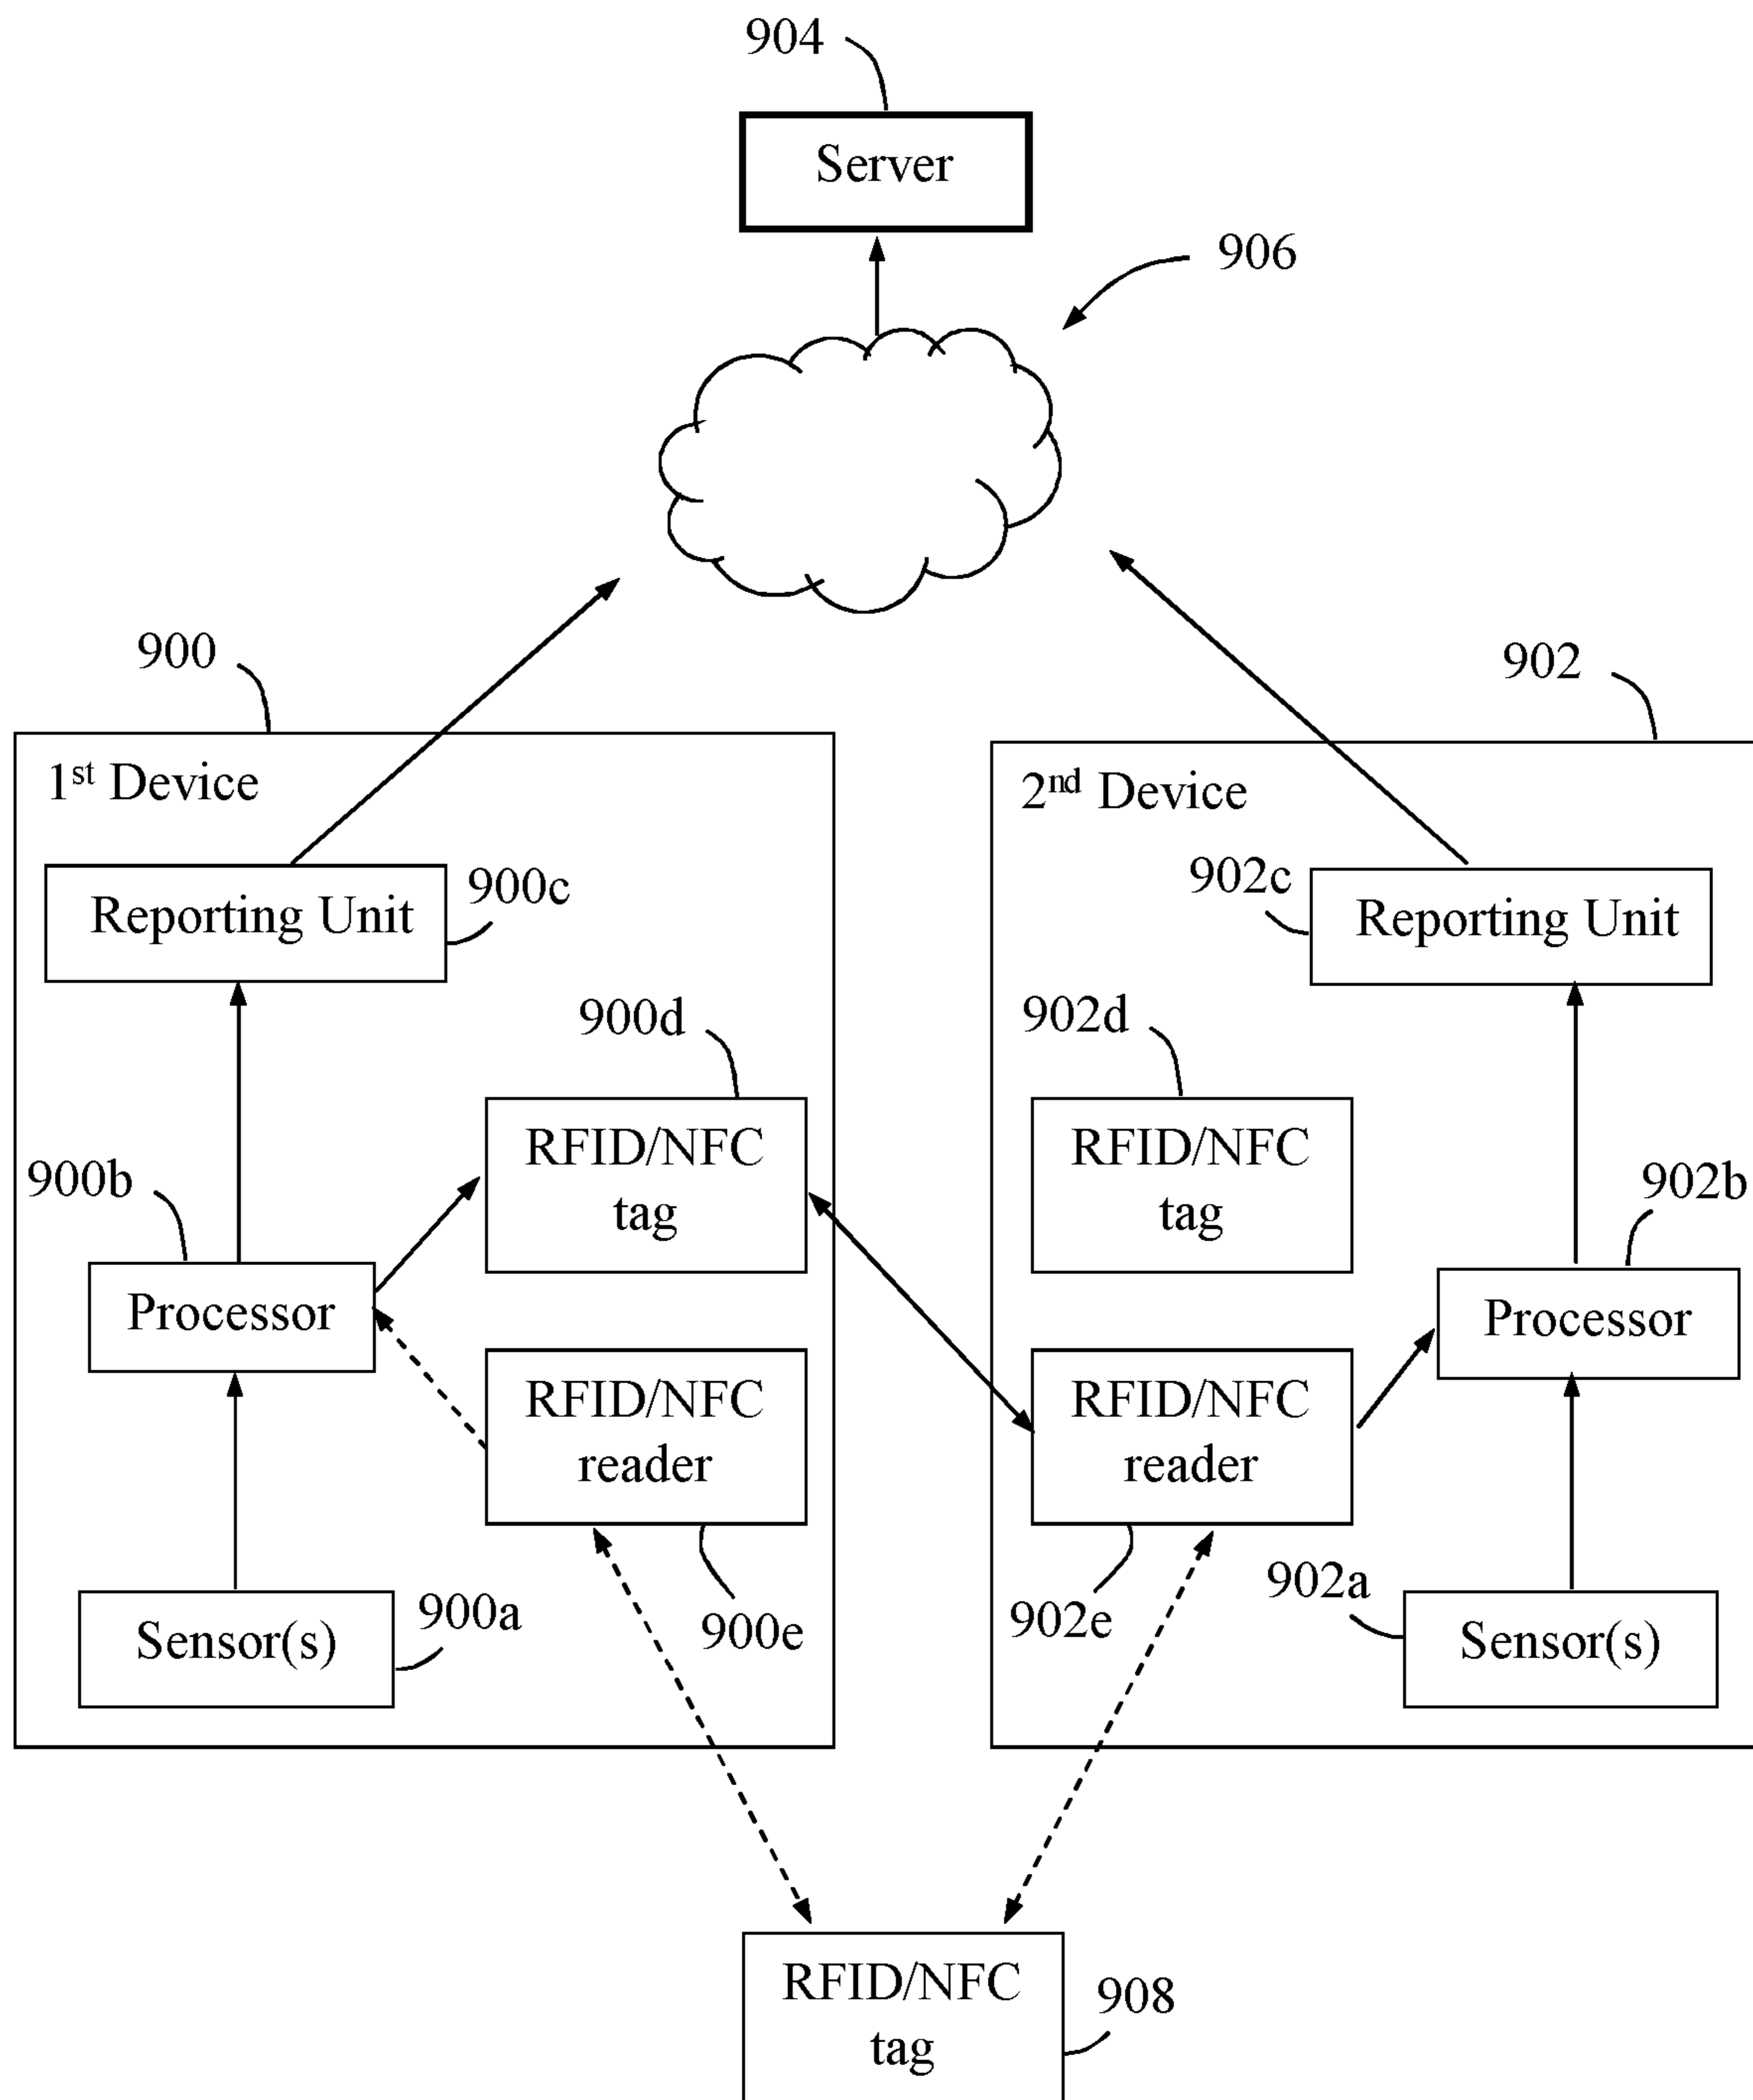 904
Server
906
900
902
1st Device
2nd Device
900c
902c
Reporting Unit
Reporting Unit
900d
902d
RFID/NFC
tag
RFID/NFC
tag
900b
902b
Processor
Processor
RFID/NFC
reader
RFID/NFC
reader
900a
900e
902e
902a
Sensor(s)
Sensor(s)
RFID/NFC
tag
908